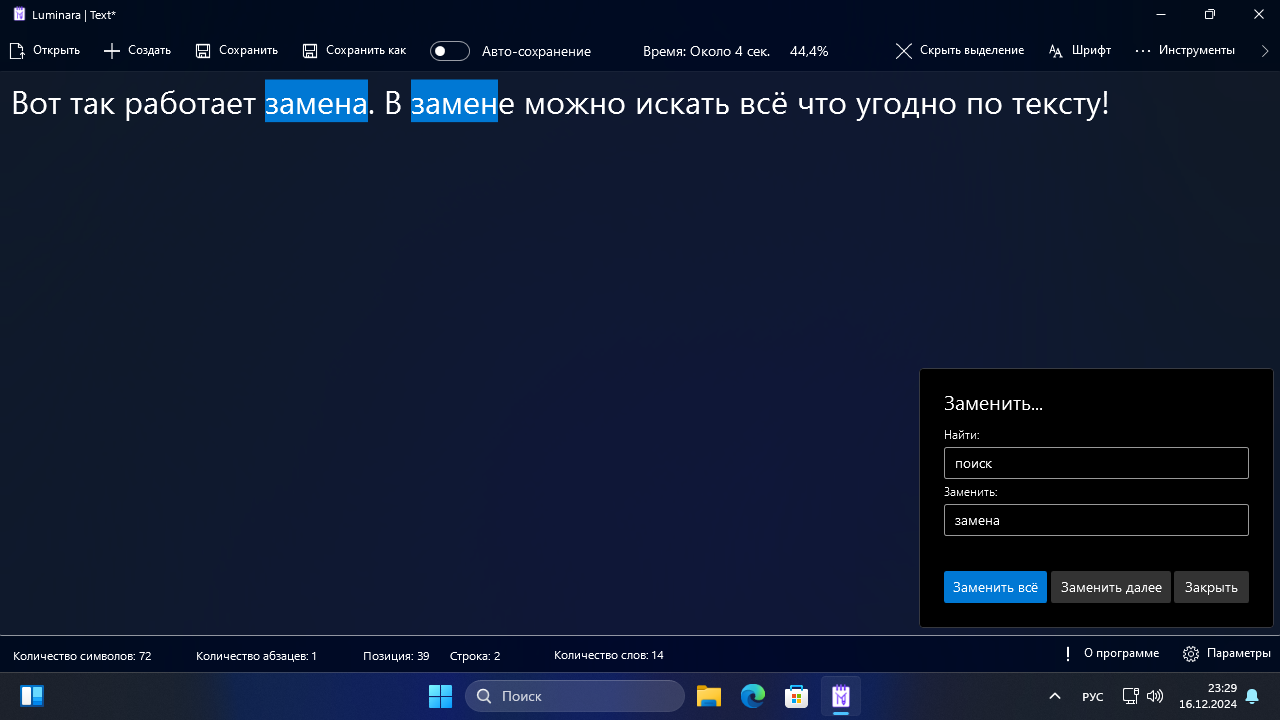 Luminara | Text*
Открыть Создать Сохранить Сохранить как Авто-сохранение Время: Около 4 сек. 44,4% Скрыть выделение Шрифт Инструменты
Вот так работает замена. В замене можно искать всё что угодно по тексту!
Заменить...
Найти:
поиск
Заменить:
замена
Заменить всё Заменить далее Закрыть
Количество символов: 72 Количество абзацев: 1 Позиция: 39 Строка: 2 Количество слов: 14 О программе Параметры
Поиск РУС 23:29
16.12.2024